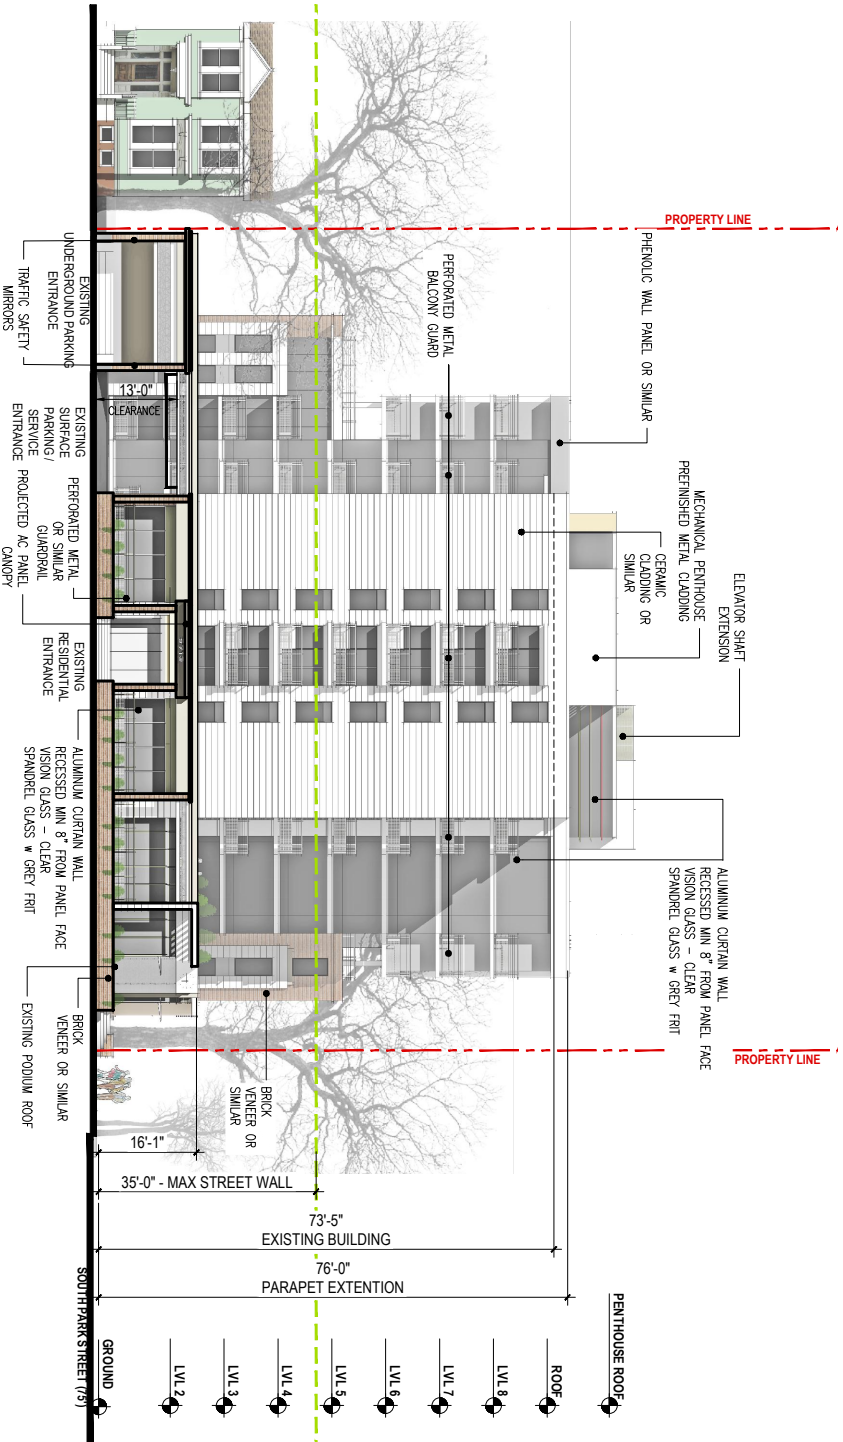 PROPERTY LINE
PHENOLIC WALL PANEL OR SIMILAR
PERFORATED METAL
BALCONY GUARD
MECHANICAL PENTHOUSE
PREFINISHED METAL CLADDING
ELEVATOR SHAFT
EXTENSION
CERAMIC
CLADDING OR
SIMILAR
ALUMINUM CURTAIN WALL
RECESSED MIN 8" FROM PANEL FACE
VISION GLASS - CLEAR
SPANDREL GLASS w GREY FRIT
PROPERTY LINE
EXISTING
UNDERGROUND PARKING
ENTRANCE
TRAFFIC SAFETY
MIRRORS
13'-0"
CLEARANCE
EXISTING
SURFACE
PARKING /
SERVICE
ENTRANCE
PERFORATED METAL
OR SIMILAR
GUARDRAIL
PROJECTED AC PANEL
CANOPY
EXISTING
RESIDENTIAL
ENTRANCE
ALUMINUM CURTAIN WALL
RECESSED MIN 8" FROM PANEL FACE
VISION GLASS - CLEAR
SPANDREL GLASS w GREY FRIT
BRICK
VENEER OR SIMILAR
EXISTING PODIUM ROOF
BRICK
VENEER OR
SIMILAR
16'-1"
35'-0" - MAX STREET WALL
73'-5"
EXISTING BUILDING
76'-0"
PARAPET EXTENTION
SOUTH PARK STREET (75')
PENTHOUSE ROOF
ROOF
LVL 8
LVL 7
LVL 6
LVL 5
LVL 4
LVL 3
LVL 2
GROUND